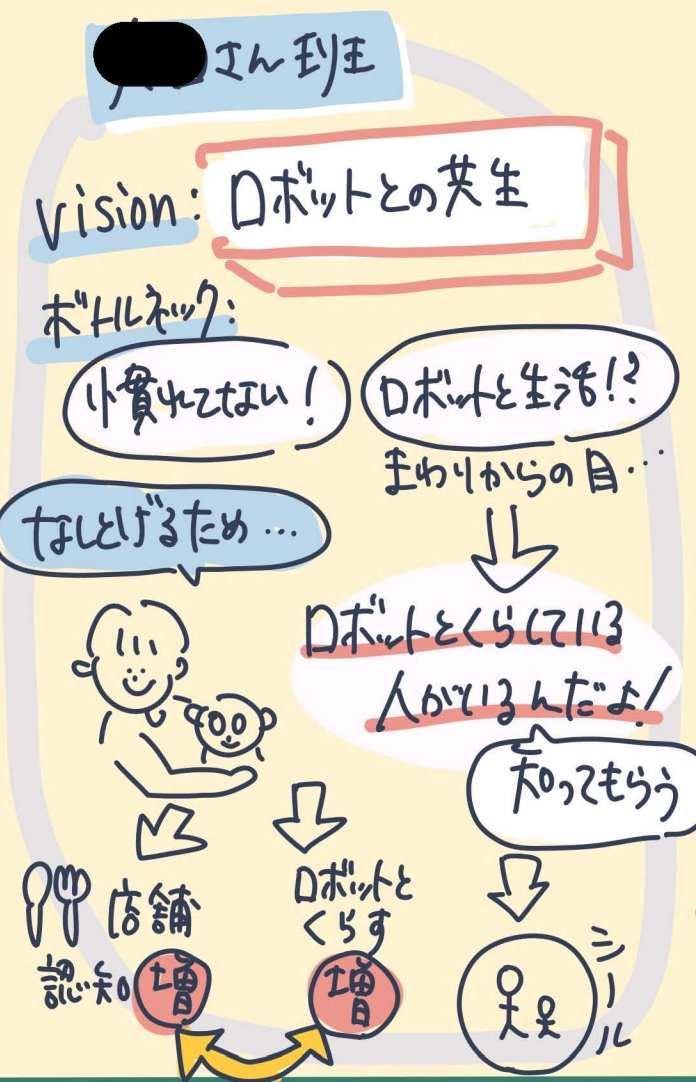 さん班
vision: ロボットとの共生
ボトルネック:
慣れてない!
ロボットと生活!?
まわりからの目…
なしとげるため…
ロボットとくらしている
人がいるんだよ!
知ってもらう
店舗
認知 増
ロボットと
くらす
増
シール